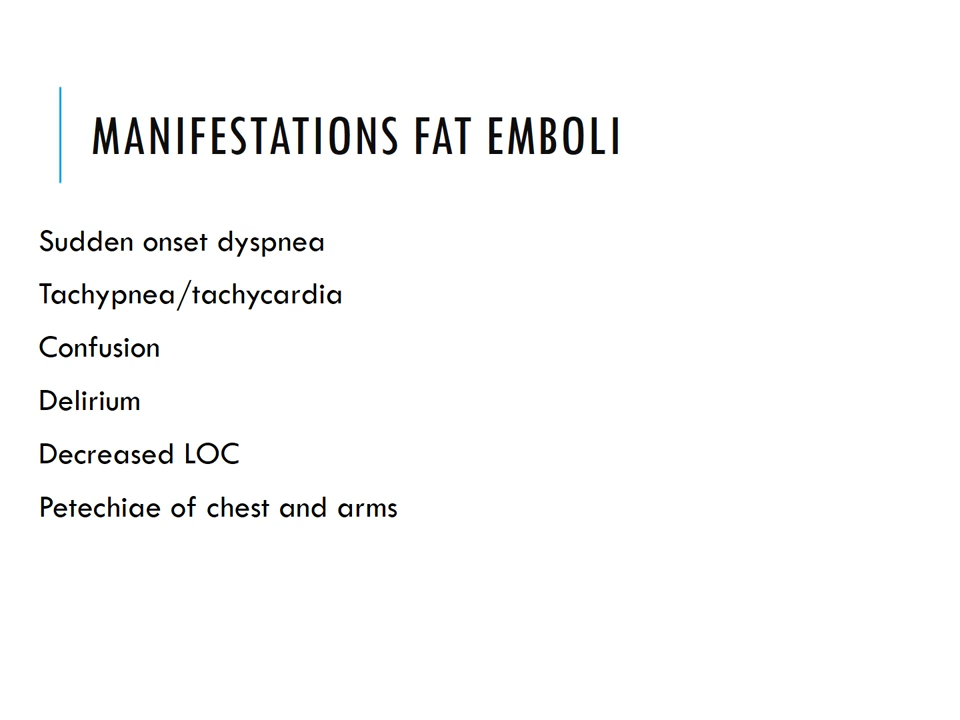 MANIFESTATIONS FAT EMBOLI
Sudden onset dyspnea
Tachypnea/tachycardia
Confusion
Delirium
Decreased LOC
Petechiae of chest and arms